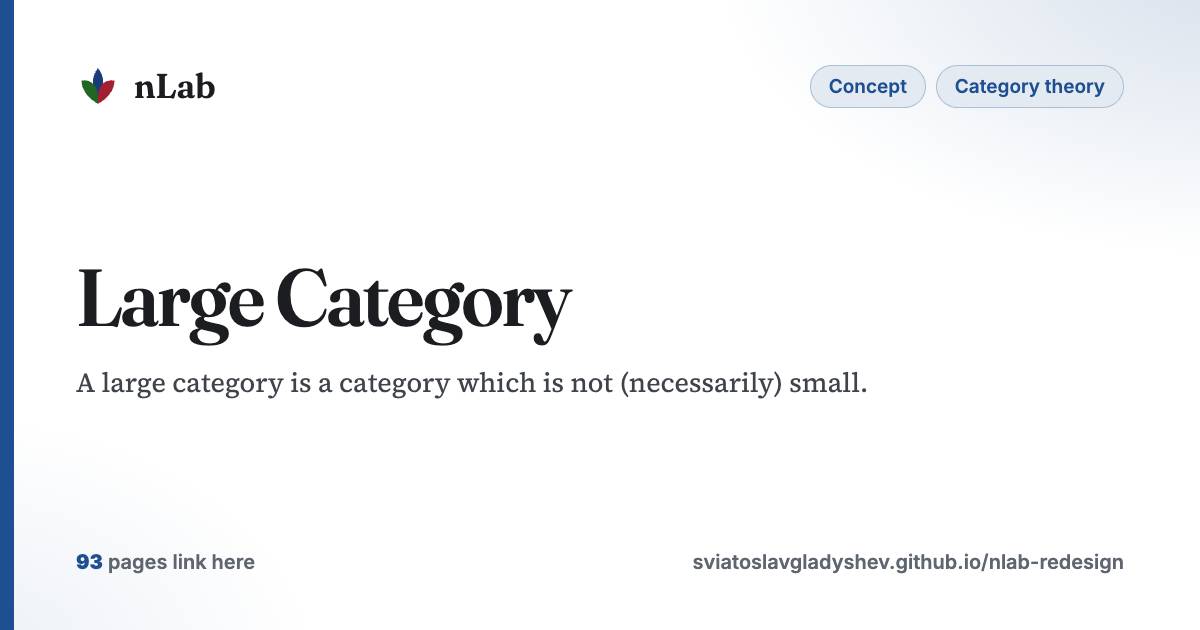 nLab
Concept
Category theory
Large Category
A large category is a category which is not (necessarily) small.
93 pages link here
sviatoslavgladyshev.github.io/nlab-redesign